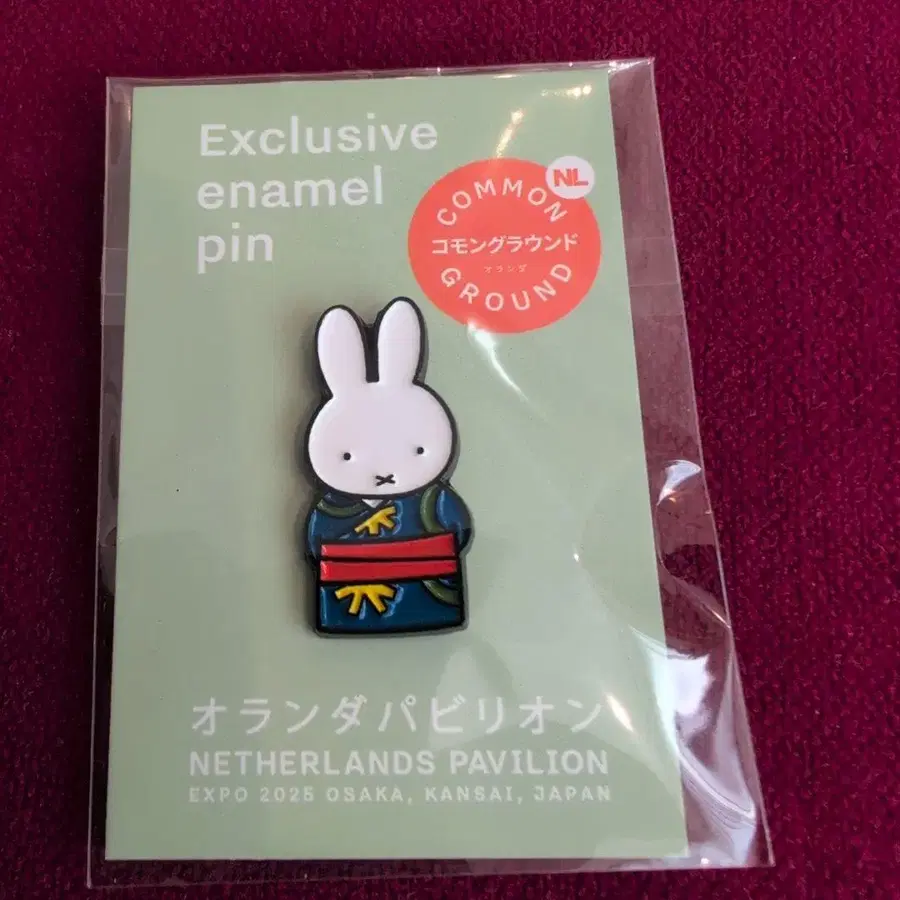 Exclusive
enamel
pin
NL
COMMON
コモングラウンド
オランダ
GROUND
オランダパビリオン
NETHERLANDS PAVILION
EXPO 2025 OSAKA, KANSAI, JAPAN